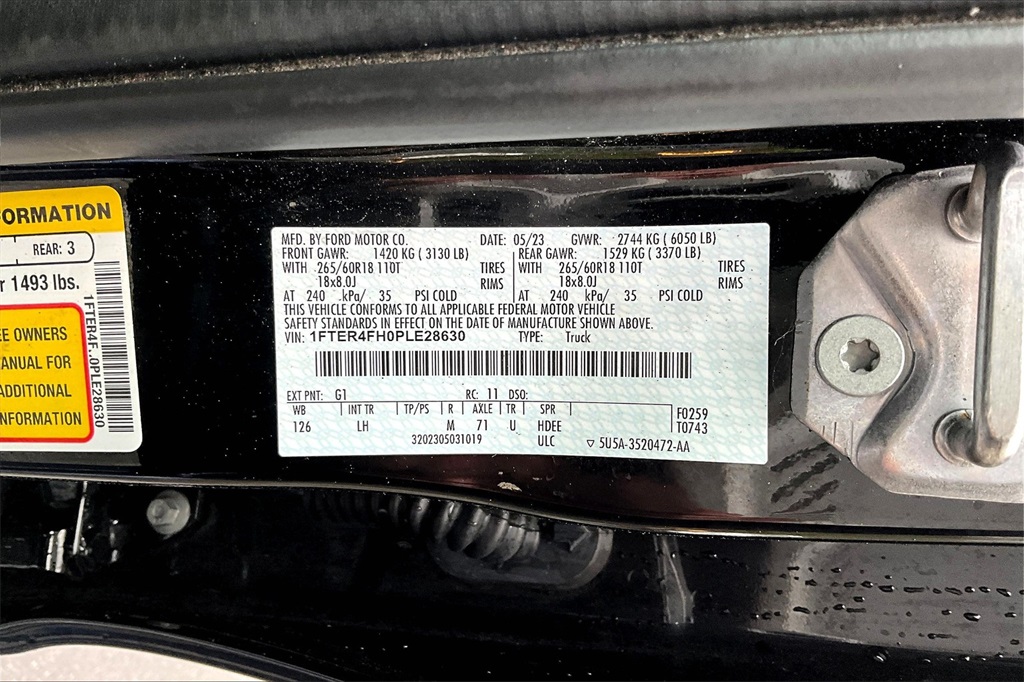 FORMATION
REAR: 3
r 1493 lbs.
EE OWNERS
MANUAL FOR
ADDITIONAL
INFORMATION
1FTER4F..0PLE28630
MFD. BY FORD MOTOR CO. DATE: 05/23 GVWR: 2744 KG ( 6050 LB)
FRONT GAWR: 1420 KG ( 3130 LB) REAR GAWR: 1529 KG ( 3370 LB)
WITH 265/60R18 110T TIRES WITH 265/60R18 110T TIRES
18x8.0J RIMS 18x8.0J RIMS
AT 240 kPa/ 35 PSI COLD AT 240 kPa/ 35 PSI COLD
THIS VEHICLE CONFORMS TO ALL APPLICABLE FEDERAL MOTOR VEHICLE
SAFETY STANDARDS IN EFFECT ON THE DATE OF MANUFACTURE SHOWN ABOVE.
VIN: 1FTER4FH0PLE28630 TYPE: Truck
EXT PNT: G1 RC: 11 DSO:
WB INT TR TP/PS R AXLE TR SPR F0259
126 LH M 71 U HDEE T0743
3202305031019 ULC ▽ 5U5A-3520472-AA